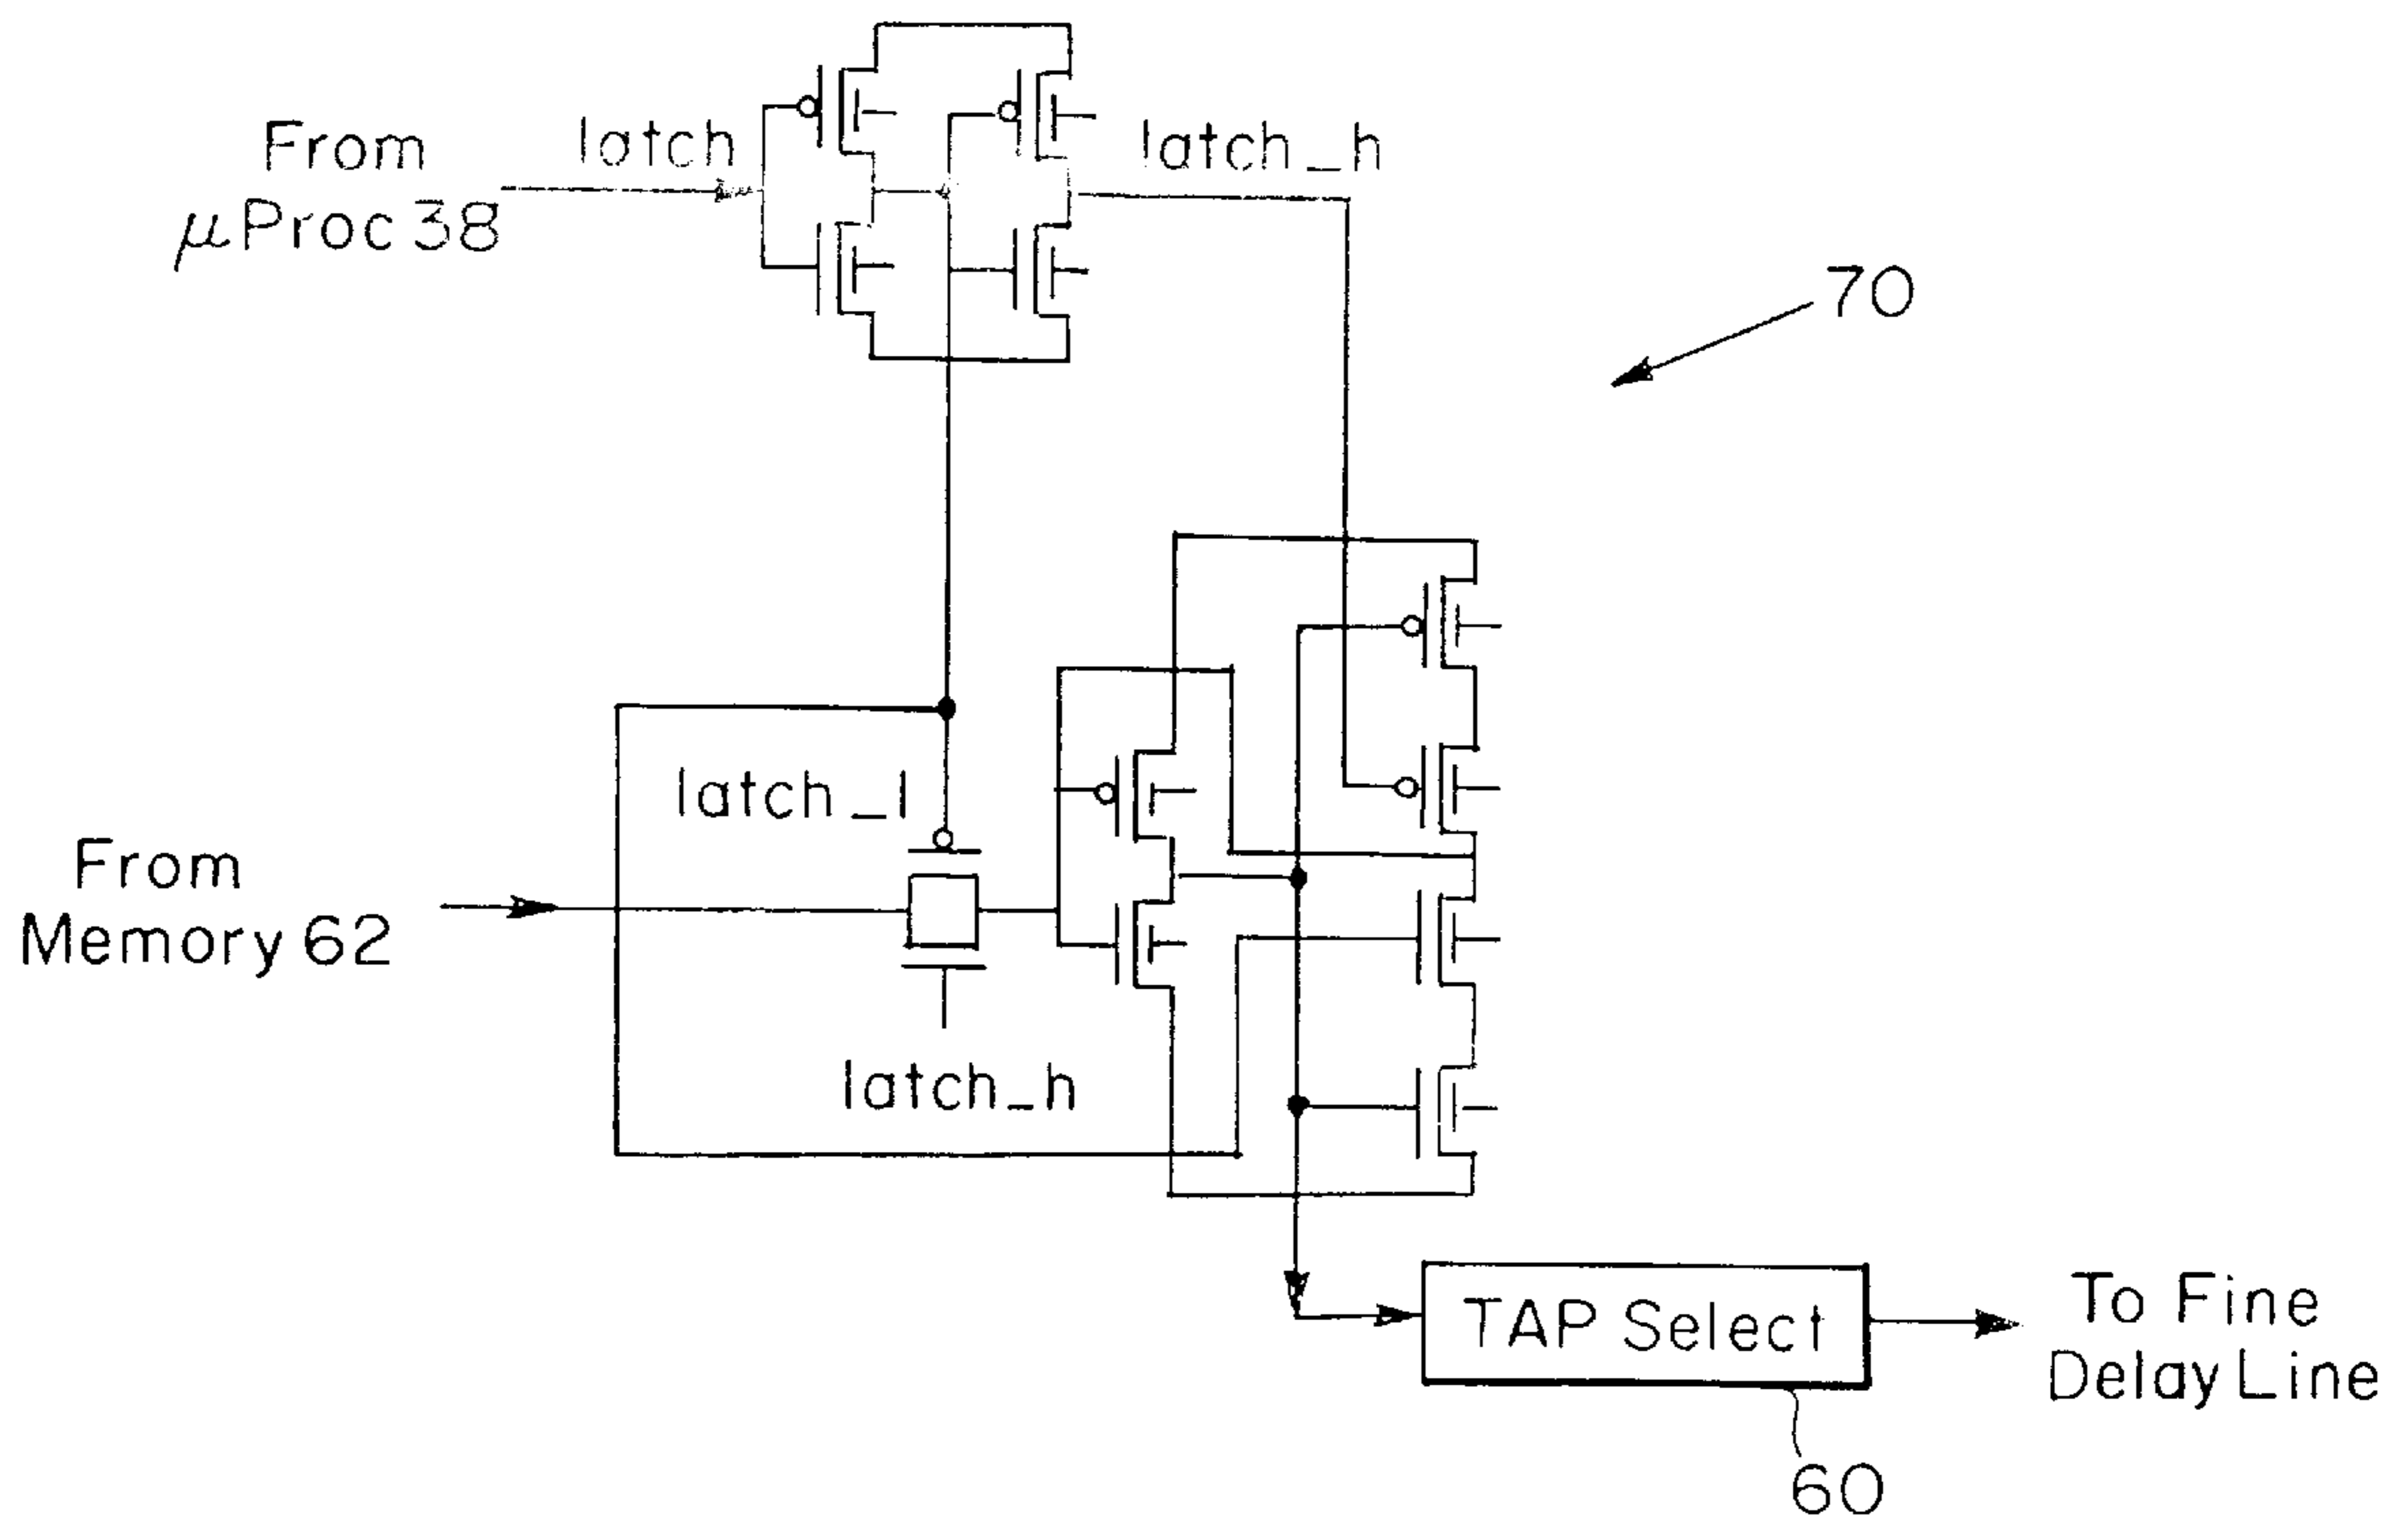 From
μProc 38
latch
latch_h
70
latch_l
From
Memory 62
latch_h
TAP Select
To Fine
Delay Line
60